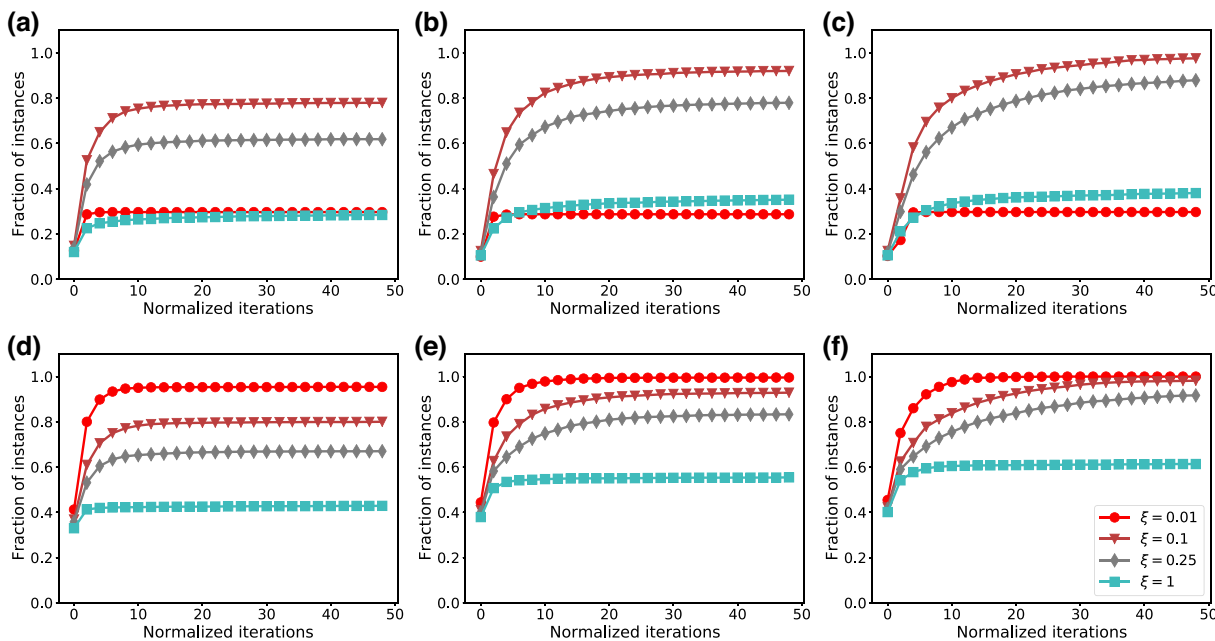 (a)
(b)
(c)
Fraction of instances
1.0
0.8
0.6
0.4
0.2
0.0
0 10 20 30 40 50
Normalized iterations
Fraction of instances
1.0
0.8
0.6
0.4
0.2
0.0
0 10 20 30 40 50
Normalized iterations
Fraction of instances
1.0
0.8
0.6
0.4
0.2
0.0
0 10 20 30 40 50
Normalized iterations
(d)
(e)
(f)
Fraction of instances
1.0
0.8
0.6
0.4
0.2
0.0
0 10 20 30 40 50
Normalized iterations
Fraction of instances
1.0
0.8
0.6
0.4
0.2
0.0
0 10 20 30 40 50
Normalized iterations
Fraction of instances
1.0
0.8
0.6
0.4
0.2
0.0
0 10 20 30 40 50
Normalized iterations
ξ = 0.01
ξ = 0.1
ξ = 0.25
ξ = 1